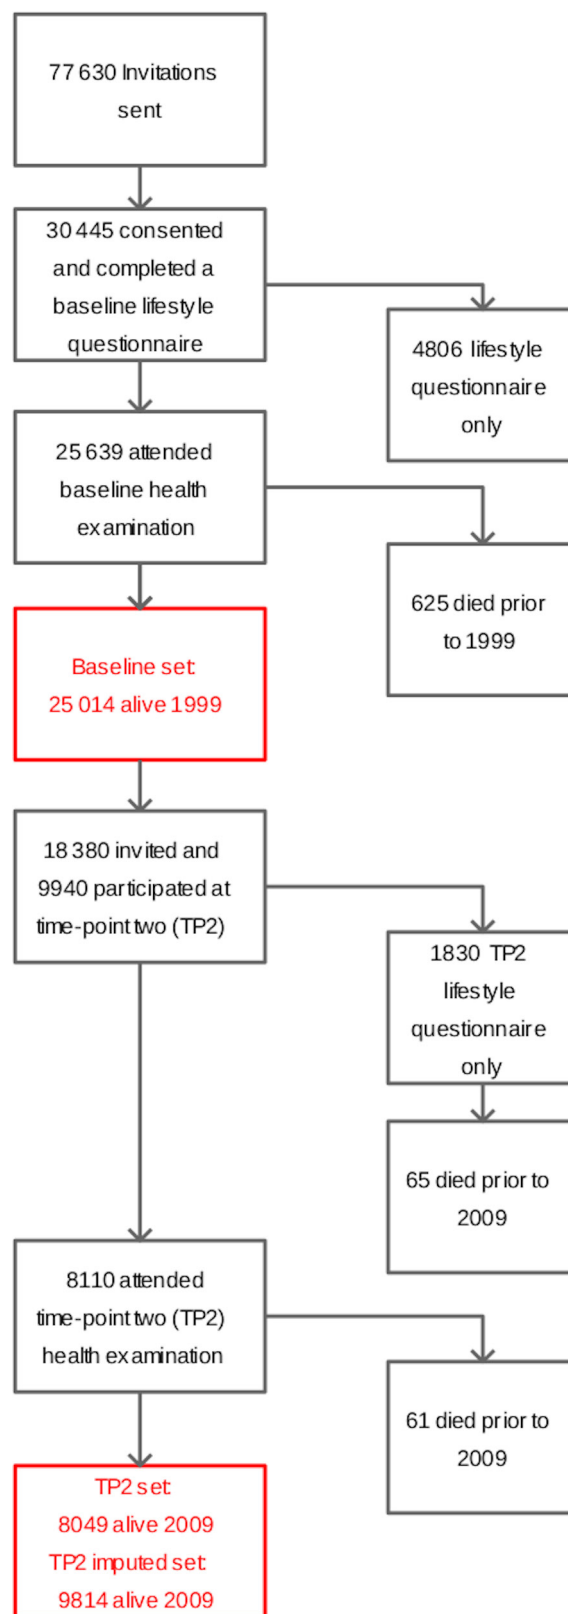 77 630 Invitations
sent
30 445 consented
and completed a
baseline lifestyle
questionnaire
4806 lifestyle
questionnaire
only
25 639 attended
baseline health
examination
625 died prior
to 1999
Baseline set:
25 014 alive 1999
18 380 invited and
9940 participated at
time-point two (TP2)
1830 TP2
lifestyle
questionnaire
only
65 died prior to
2009
8110 attended
time-point two (TP2)
health examination
61 died prior to
2009
TP2 set:
8049 alive 2009
TP2 imputed set:
9814 alive 2009